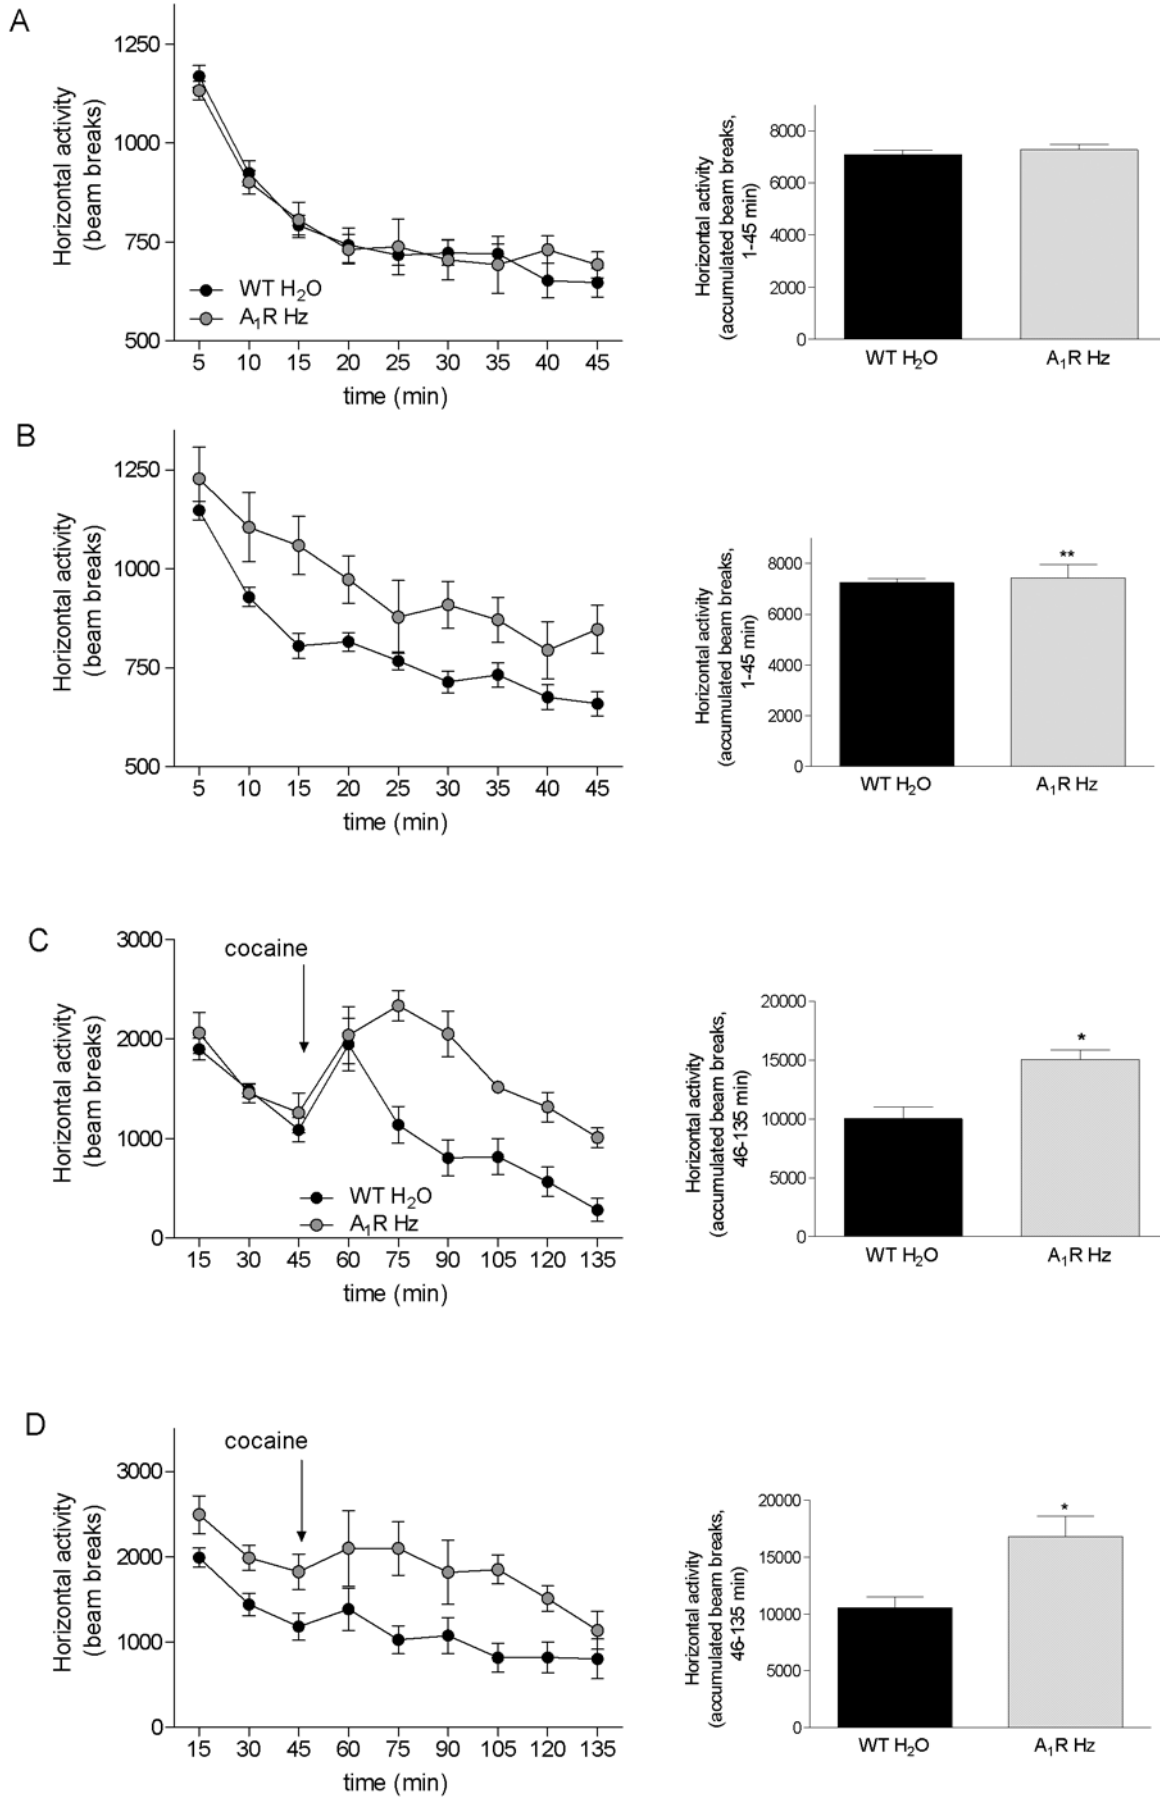 A
Horizontal activity
(beam breaks)
1250
1000
750
500
WT H₂O
A₁R Hz
5 10 15 20 25 30 35 40 45
time (min)
Horizontal activity
(accumulated beam breaks,
1-45 min)
8000
6000
4000
2000
0
WT H₂O A₁R Hz
B
Horizontal activity
(beam breaks)
1250
1000
750
500
5 10 15 20 25 30 35 40 45
time (min)
Horizontal activity
(accumulated beam breaks,
1-45 min)
8000
6000
4000
2000
0
**
WT H₂O A₁R Hz
C
Horizontal activity
(beam breaks)
3000
2000
1000
0
cocaine
WT H₂O
A₁R Hz
15 30 45 60 75 90 105 120 135
time (min)
Horizontal activity
(accumulated beam breaks,
46-135 min)
20000
15000
10000
5000
0
*
WT H₂O A₁R Hz
D
Horizontal activity
(beam breaks)
3000
2000
1000
0
cocaine
15 30 45 60 75 90 105 120 135
time (min)
Horizontal activity
(accumulated beam breaks,
46-135 min)
20000
15000
10000
5000
0
*
WT H₂O A₁R Hz